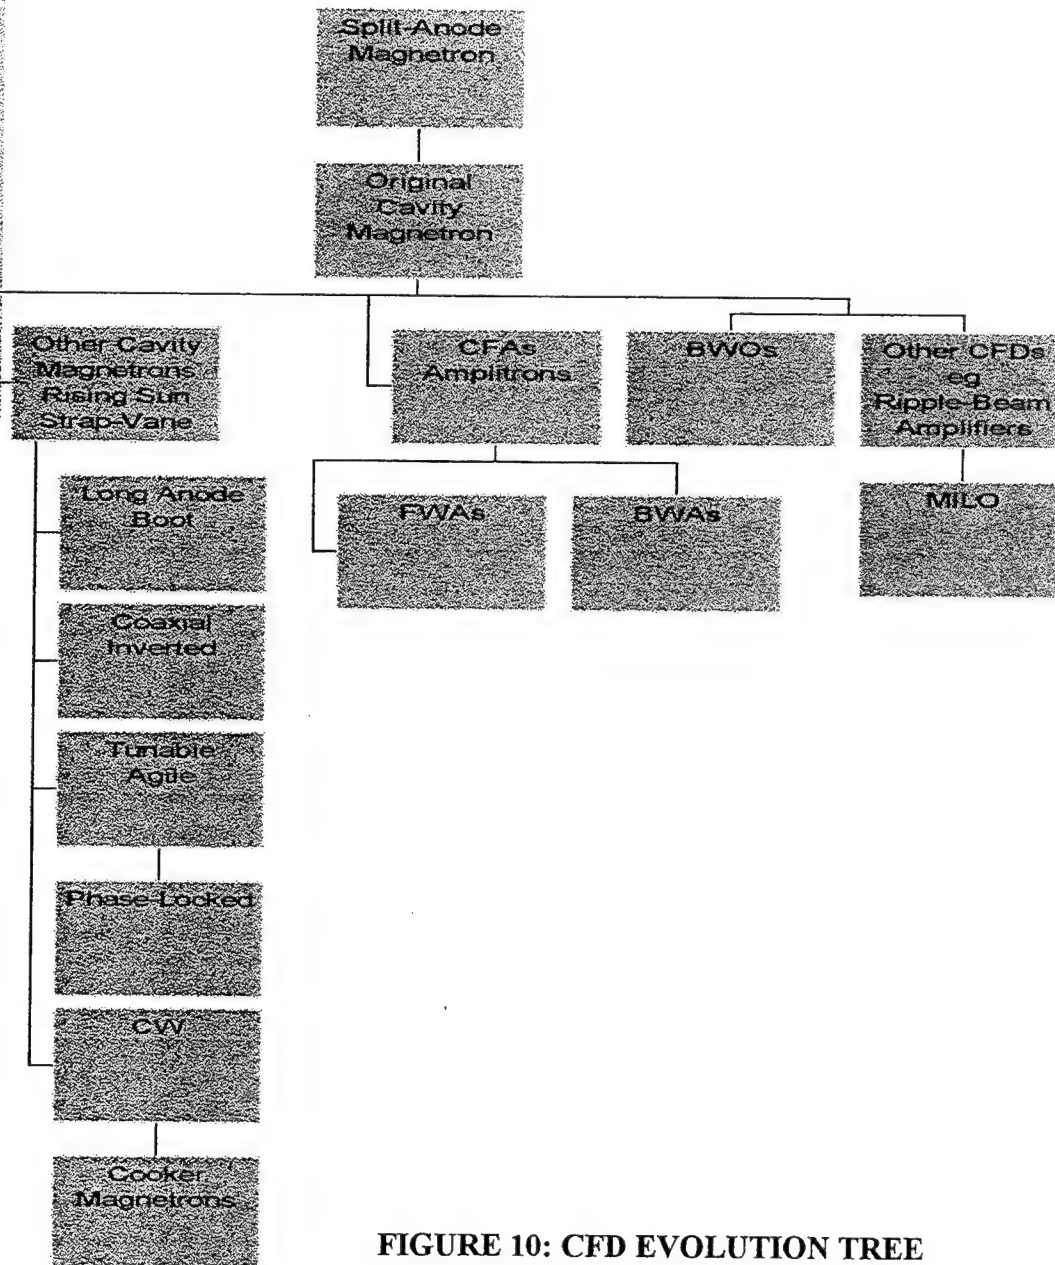 Split-Anode
Magnetron
Original
Cavity
Magnetron
Other Cavity
Magnetrons
Rising Sun
Strap-Vane
CFAs
Amplitrons
BWOs
Other CFDs
eg
Ripple-Beam
Amplifiers
Long Anode
Boot
FWAs
BWAs
MILO
Coaxial
Inverted
Tunable
Agile
Phase-Locked
CW
Cooker
Magnetrons
FIGURE 10: CFD EVOLUTION TREE